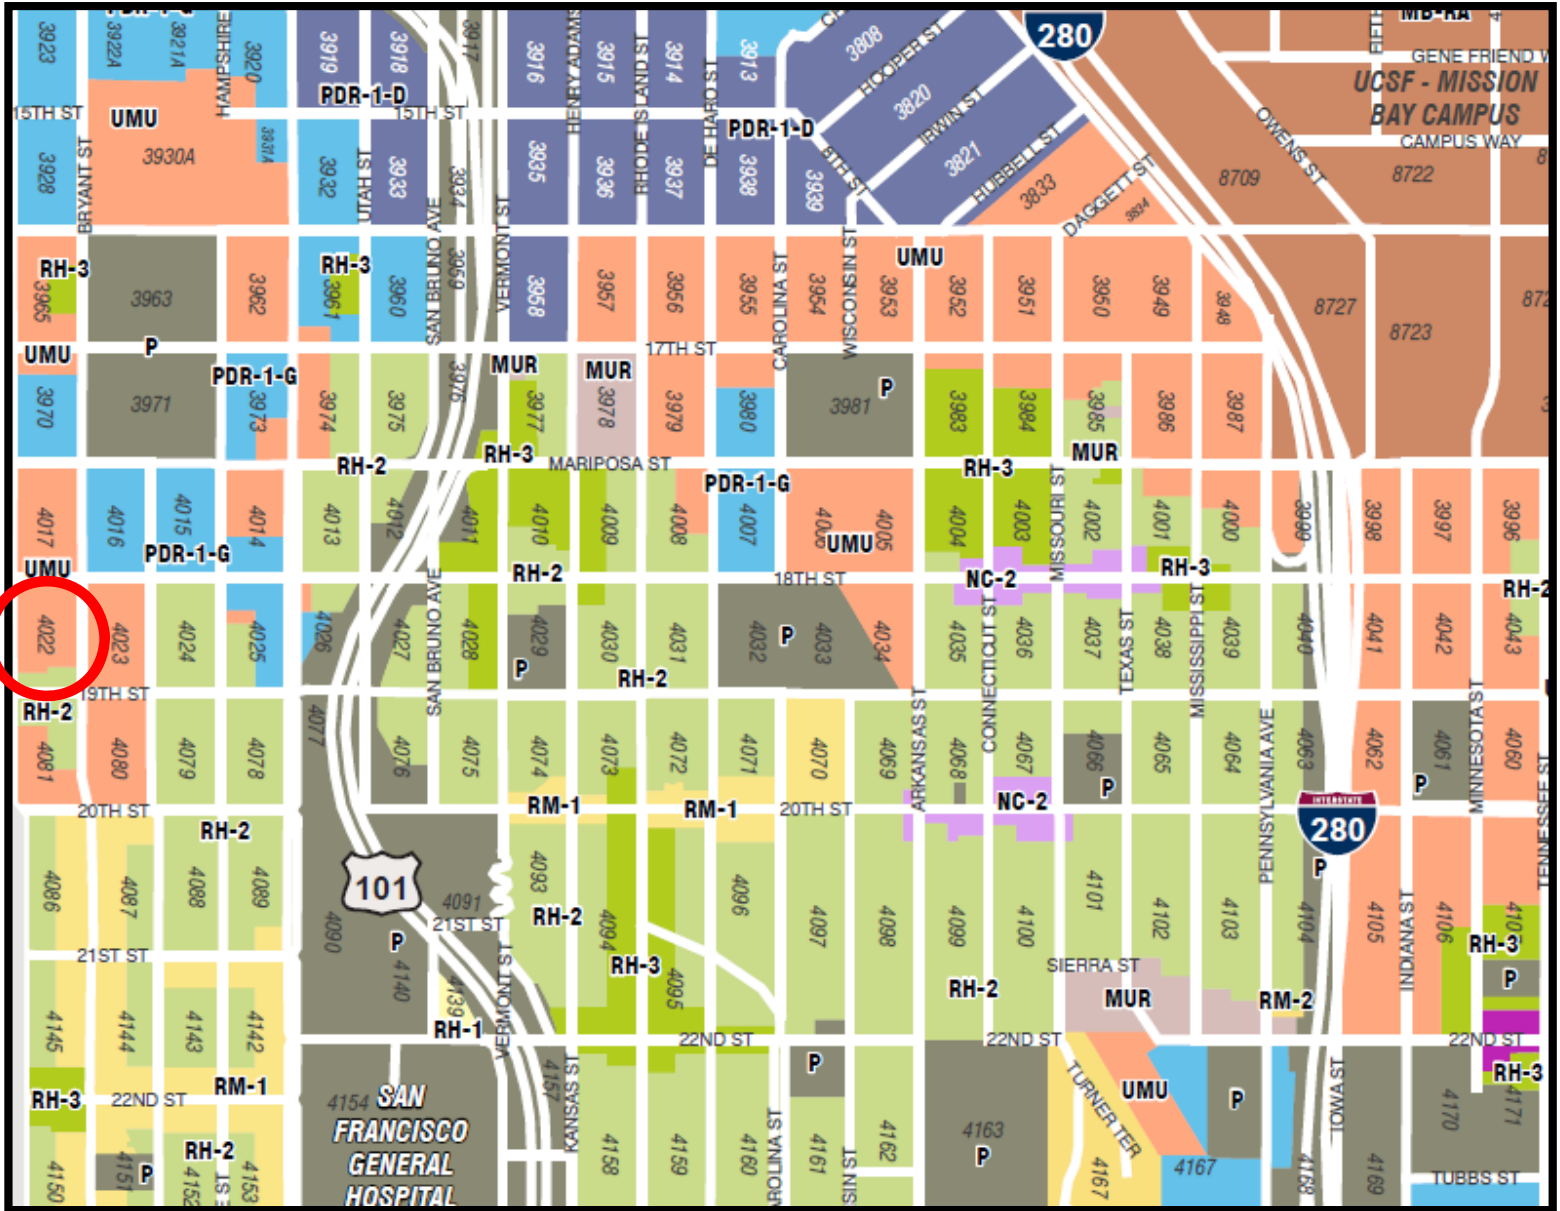 PDR-1-G
MB-RA
3923
3922A
3921A
HAMPSHIRE
3920
3919
3918
3917
3916
HENRY ADAMS
3915
RHODE ISLAND ST
3914
DE HARO ST
3913
3808
HOOPER ST
280
GENE FRIEND
UCSF - MISSION
BAY CAMPUS
CAMPUS WAY
PDR-1-D
15TH ST
UMU
15TH ST
PDR-1-D
3820
IRWIN ST
OWENS ST
3928
BRYANT ST
3930A
3931A
3932
UTAH ST
3933
3934
3935
3936
3937
3938
3939
8TH ST
3821
HUBBELL ST
3833
DAGGETT ST
3834
8709
8722
SAN BRUNO AVE
VERMONT ST
RH-3
3965
3963
3962
RH-3
3961
3960
3959
3958
3957
3956
3955
CAROLINA ST
3954
WISCONSIN ST
3953
UMU
3952
3951
3950
3949
3948
8727
8723
UMU
P
17TH ST
PDR-1-G
MUR
MUR
3970
3971
3973
3974
3975
3976
3977
3978
3979
3980
3981
P
3983
3984
3985
3986
3987
RH-2
RH-3
MARIPOSA ST
PDR-1-G
RH-3
MUR
4017
4016
4015
4014
4013
4012
4011
4010
4009
4008
4007
4006
4005
UMU
4004
4003
MISSOURI ST
4002
4001
4000
3999
3998
3997
3996
UMU
PDR-1-G
RH-2
18TH ST
NC-2
RH-3
RH-2
4022
4023
4024
4025
4026
4027
SAN BRUNO AVE
4028
4029
P
4030
4031
4032
P
4033
4034
4035
CONNECTICUT ST
4036
4037
TEXAS ST
4038
MISSISSIPPI ST
4039
4040
4041
4042
4043
19TH ST
RH-2
RH-2
4081
4080
4079
4078
4077
4076
4075
4074
4073
4072
4071
4070
4069
ARKANSAS ST
4068
4067
4066
P
4065
4064
PENNSYLVANIA AVE
4063
4062
4061
P
MINNESOTA ST
4060
TENNESSEE ST
20TH ST
RH-2
RM-1
RM-1
20TH ST
NC-2
INTERSTATE
280
4086
4087
4088
4089
4090
101
4091
4093
RH-2
4094
4096
4097
4098
4099
4100
4101
4102
4103
4104
P
4105
INDIANA ST
4106
RH-3
21ST ST
21ST ST
P
4140
4139
VERMONT ST
RH-3
4095
RH-2
SIERRA ST
MUR
RM-2
P
4145
4144
4143
4142
RH-1
22ND ST
22ND ST
22ND ST
RH-3
22ND ST
RM-1
4154
SAN
FRANCISCO
GENERAL
HOSPITAL
4157
KANSAS ST
P
TURNER TER
UMU
P
IOWA ST
RH-3
4150
4151
P
RH-2
4152
4153
4158
4159
4160
4161
4162
4163
P
4167
4167
4168
4169
4170
4171
TUBBS ST